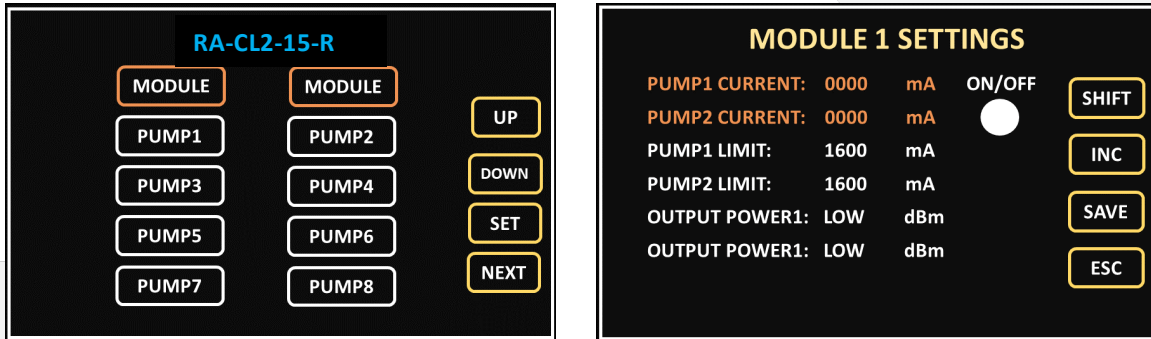 RA-CL2-15-R
MODULE MODULE
PUMP1 PUMP2
PUMP3 PUMP4
PUMP5 PUMP6
PUMP7 PUMP8
UP
DOWN
SET
NEXT
MODULE 1 SETTINGS
PUMP1 CURRENT: 0000 mA ON/OFF
PUMP2 CURRENT: 0000 mA
PUMP1 LIMIT: 1600 mA
PUMP2 LIMIT: 1600 mA
OUTPUT POWER1: LOW dBm
OUTPUT POWER1: LOW dBm
SHIFT
INC
SAVE
ESC